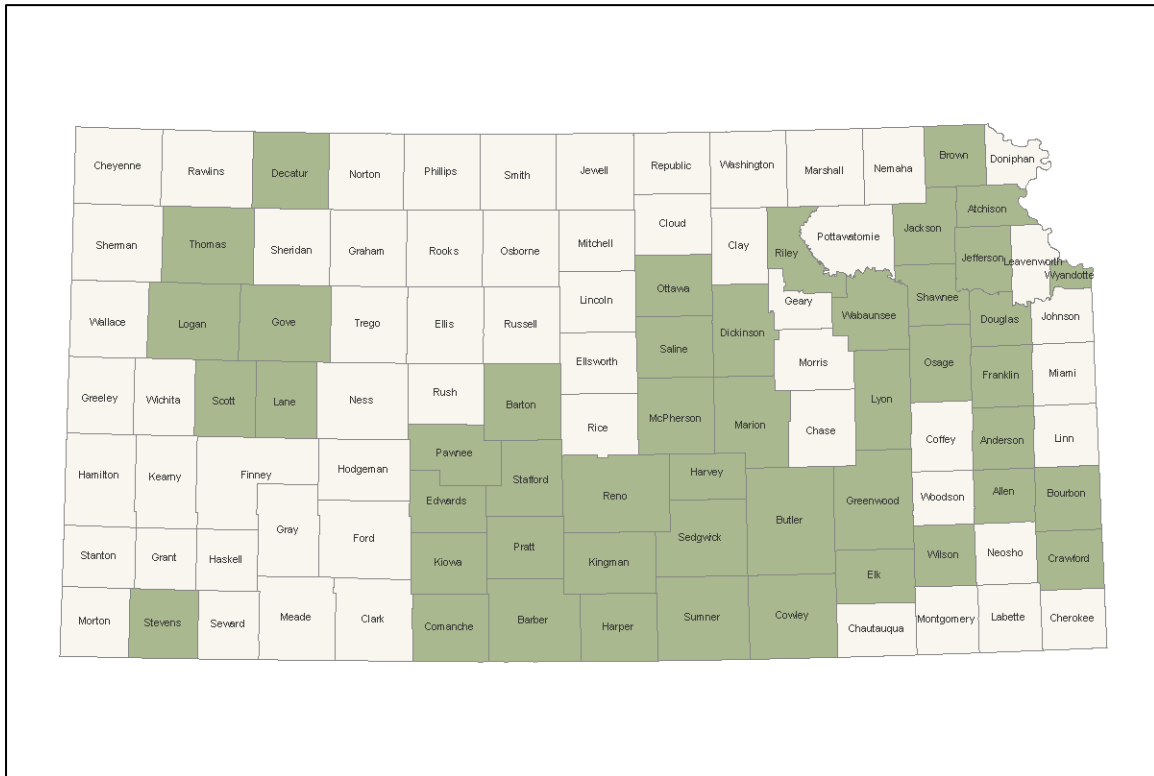 Cheyenne
Rawlins
Decatur
Norton
Phillips
Smith
Jewell
Republic
Washington
Marshall
Nemaha
Brown
Doniphan
Sherman
Thomas
Sheridan
Graham
Rooks
Osborne
Mitchell
Cloud
Clay
Riley
Pottawatomie
Jackson
Atchison
Jefferson
Leavenworth
Wyandotte
Wallace
Logan
Gove
Trego
Ellis
Russell
Lincoln
Ottawa
Dickinson
Geary
Wabaunsee
Shawnee
Douglas
Johnson
Ellsworth
Saline
Morris
Osage
Franklin
Miami
Greeley
Wichita
Scott
Lane
Ness
Rush
Barton
Rice
McPherson
Marion
Chase
Lyon
Coffey
Anderson
Linn
Hamilton
Kearny
Finney
Hodgeman
Pawnee
Stafford
Edwards
Reno
Harvey
Butler
Greenwood
Woodson
Allen
Bourbon
Gray
Ford
Sedgwick
Stanton
Grant
Haskell
Kiowa
Pratt
Kingman
Elk
Wilson
Neosho
Crawford
Morton
Stevens
Seward
Meade
Clark
Comanche
Barber
Harper
Sumner
Cowley
Chautauqua
Montgomery
Labette
Cherokee